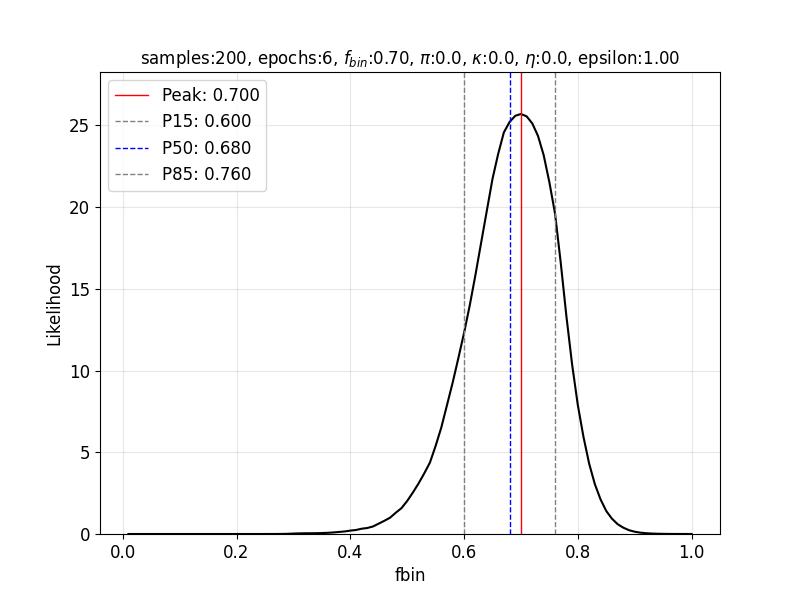 samples:200, epochs:6, f_bin:0.70, π:0.0, κ:0.0, η:0.0, epsilon:1.00
Peak: 0.700
P15: 0.600
P50: 0.680
P85: 0.760
25
20
15
10
5
0
Likelihood
0.0 0.2 0.4 0.6 0.8 1.0
fbin